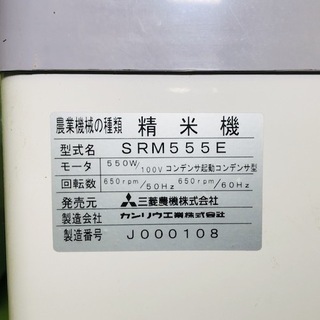 農業機械の種類 精米機
型式名 SRM555E
モータ 550W/100V コンデンサ起動コンデンサ型
回転数 650rpm/50Hz 650rpm/60Hz
発売元 三菱農機株式会社
製造会社 カンリウ工業株式会社
製造番号 J000108